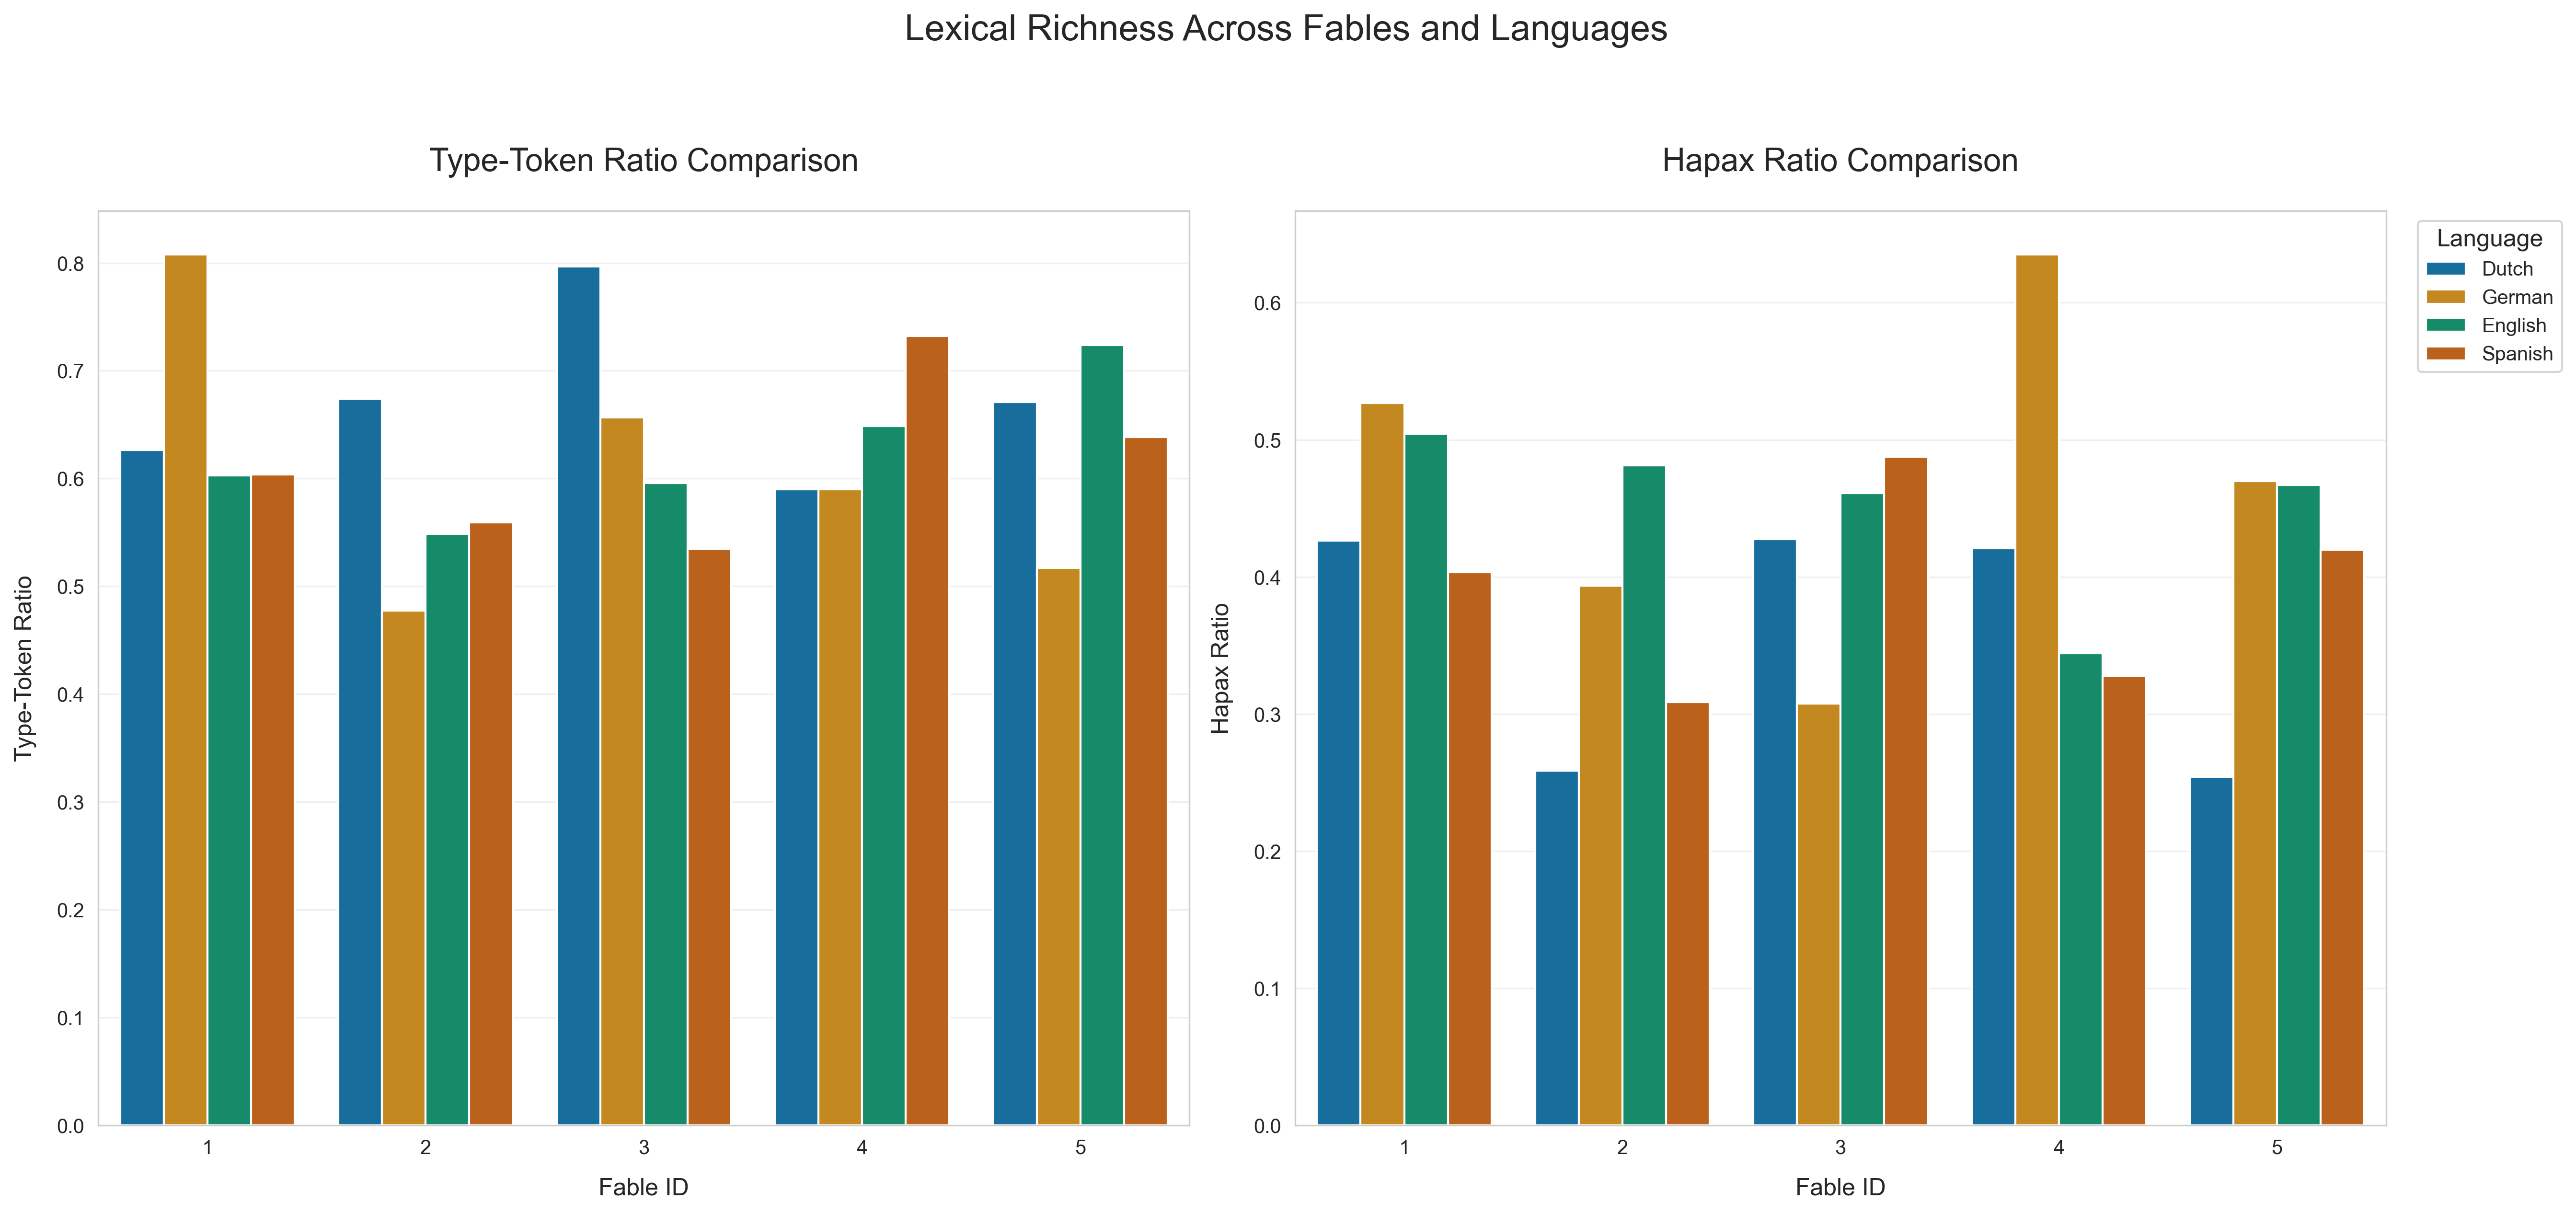 Lexical Richness Across Fables and Languages
Type-Token Ratio Comparison
Type-Token Ratio
0.8
0.7
0.6
0.5
0.4
0.3
0.2
0.1
0.0
1 2 3 4 5
Fable ID
Hapax Ratio Comparison
Hapax Ratio
0.6
0.5
0.4
0.3
0.2
0.1
0.0
1 2 3 4 5
Fable ID
Language
Dutch
German
English
Spanish